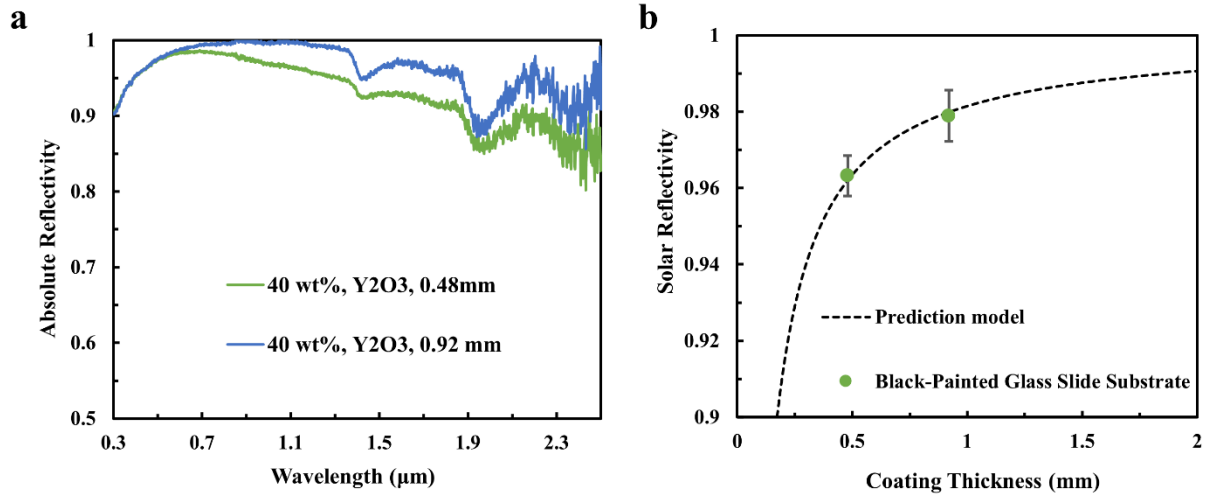 a
1
0.9
0.8
0.7
0.6
0.5
Absolute Reflectivity
40 wt%, Y2O3, 0.48mm
40 wt%, Y2O3, 0.92 mm
0.3 0.7 1.1 1.5 1.9 2.3
Wavelength (μm)
b
1
0.98
0.96
0.94
0.92
0.9
Solar Reflectivity
Prediction model
Black-Painted Glass Slide Substrate
0 0.5 1 1.5 2
Coating Thickness (mm)